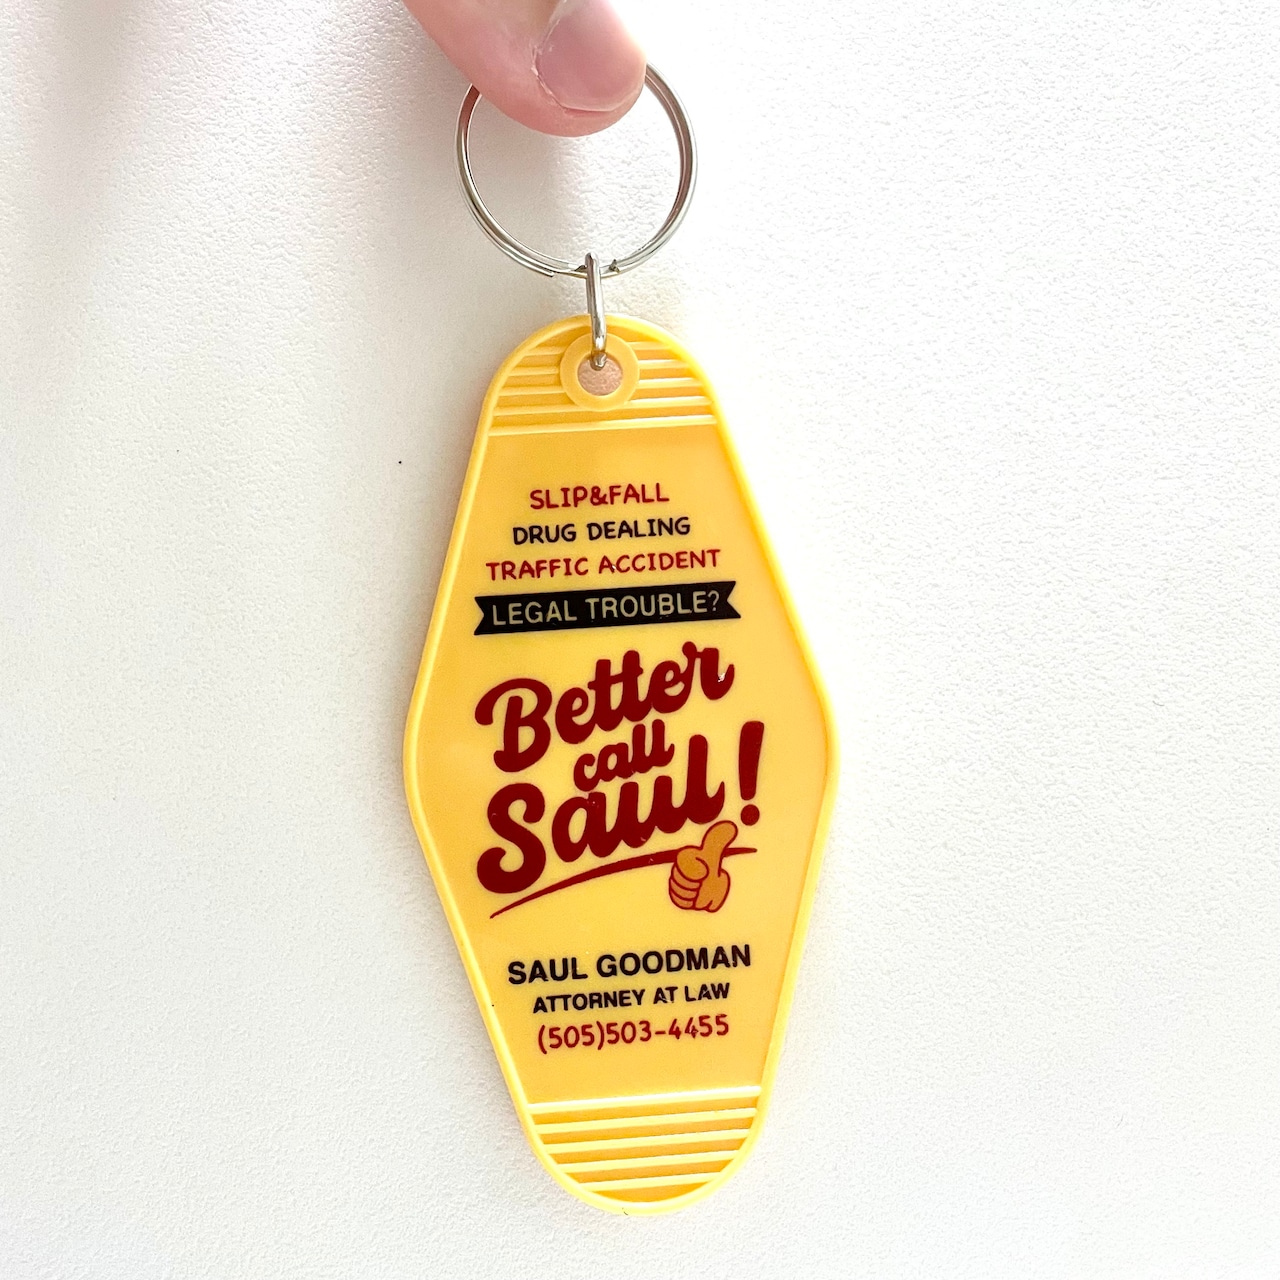 SLIP&FALL
DRUG DEALING
TRAFFIC ACCIDENT
LEGAL TROUBLE?
Better
call
Saul!
SAUL GOODMAN
ATTORNEY AT LAW
(505)503-4455